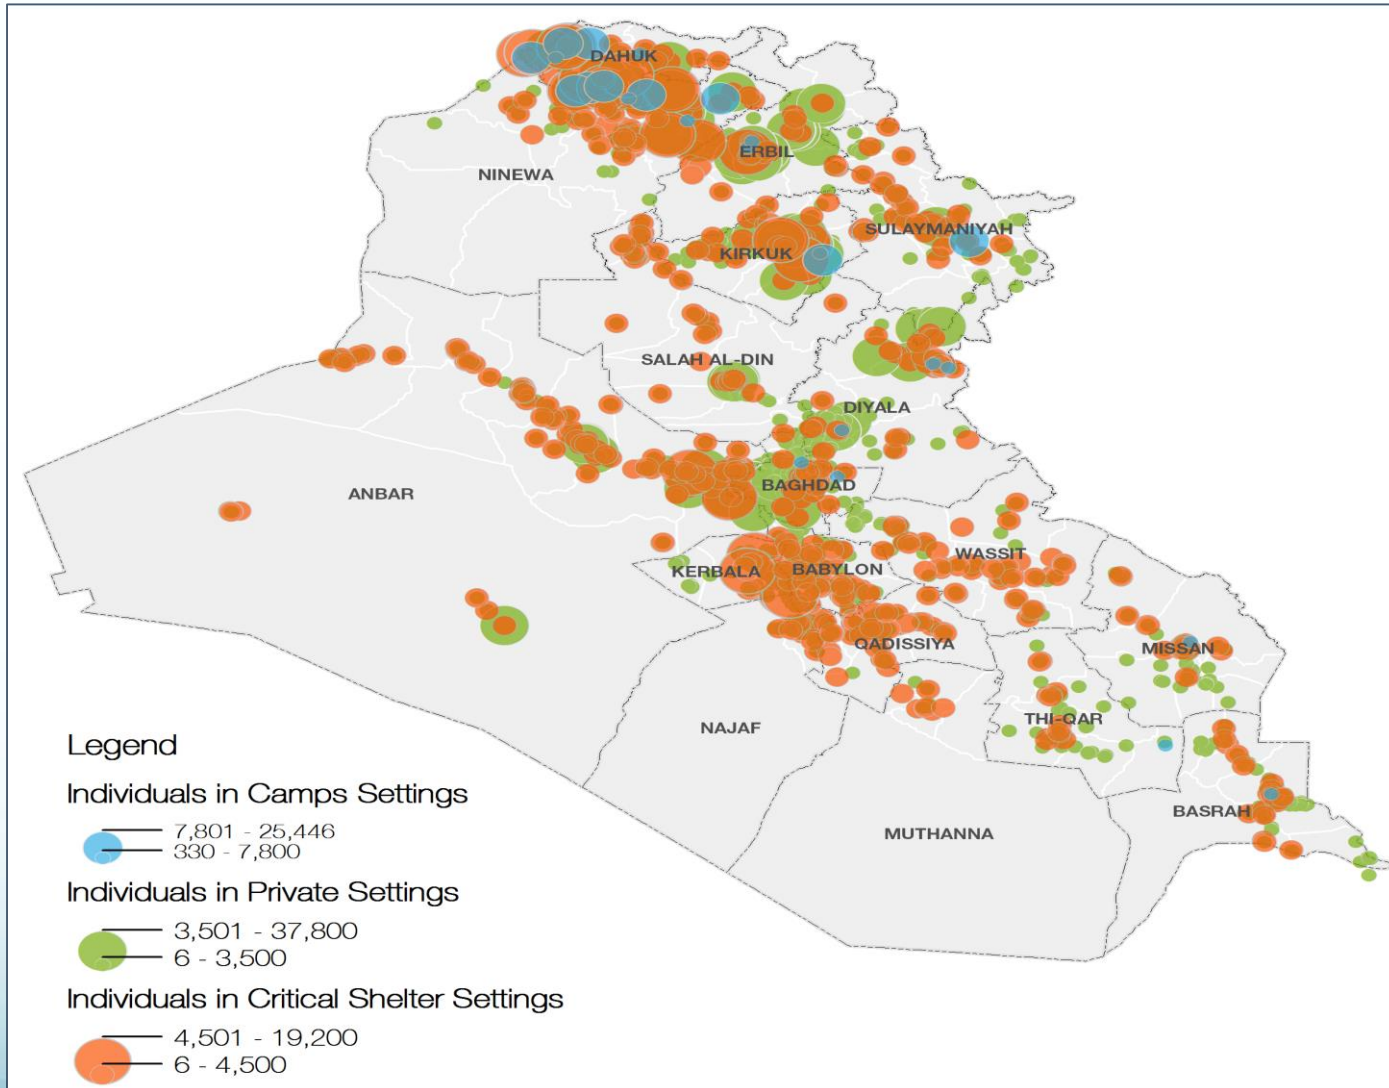 DAHUK
ERBIL
NINEWA
SULAYMANIYAH
KIRKUK
SALAH AL-DIN
DIYALA
BAGHDAD
ANBAR
WASSIT
KERBALA
BABYLON
QADISSIYA
MISSAN
THI-QAR
NAJAF
BASRAH
MUTHANNA
Legend
Individuals in Camps Settings
7,801 - 25,446
330 - 7,800
Individuals in Private Settings
3,501 - 37,800
6 - 3,500
Individuals in Critical Shelter Settings
4,501 - 19,200
6 - 4,500